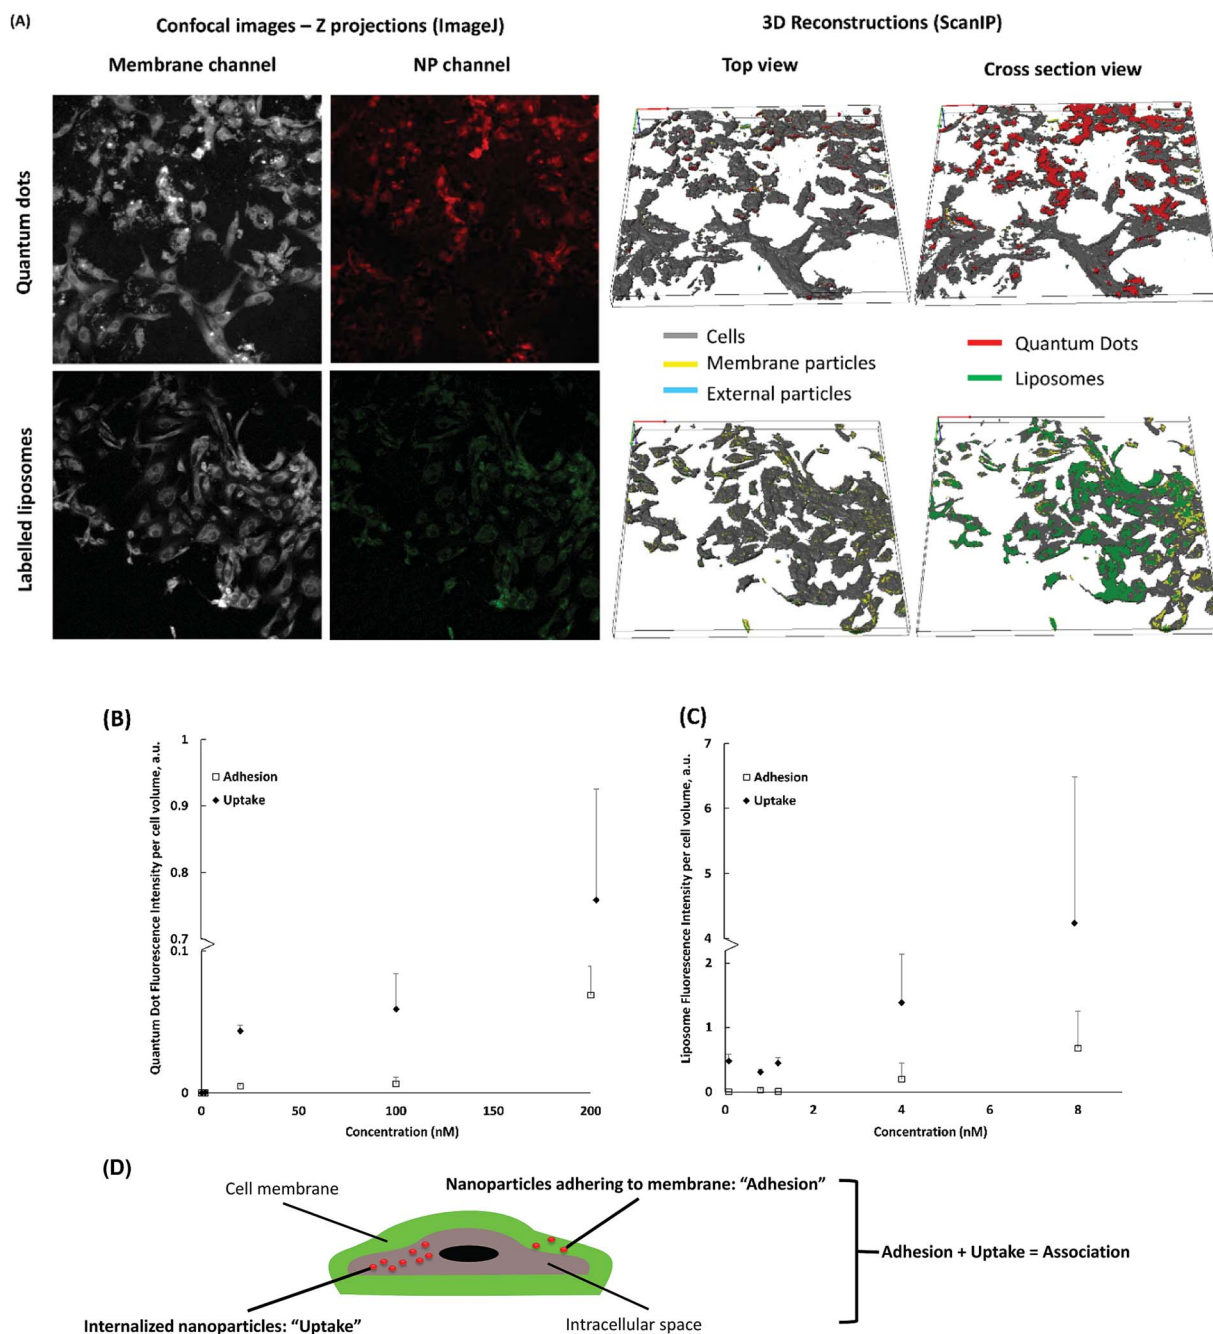 (A)
Confocal images – Z projections (ImageJ)
3D Reconstructions (ScanIP)
Membrane channel
NP channel
Top view
Cross section view
Quantum dots
Cells
Membrane particles
External particles
Quantum Dots
Liposomes
Labelled liposomes
(B)
Quantum Dot Fluorescence Intensity per cell volume, a.u.
1
0.9
0.8
0.7
0.1
0
Adhesion
Uptake
0
50
100
150
200
Concentration (nM)
(C)
Liposome Fluorescence Intensity per cell volume, a.u.
7
6
5
4
2
1
0
Adhesion
Uptake
0
2
4
6
8
Concentration (nM)
(D)
Cell membrane
Nanoparticles adhering to membrane: “Adhesion”
Adhesion + Uptake = Association
Internalized nanoparticles: “Uptake”
Intracellular space